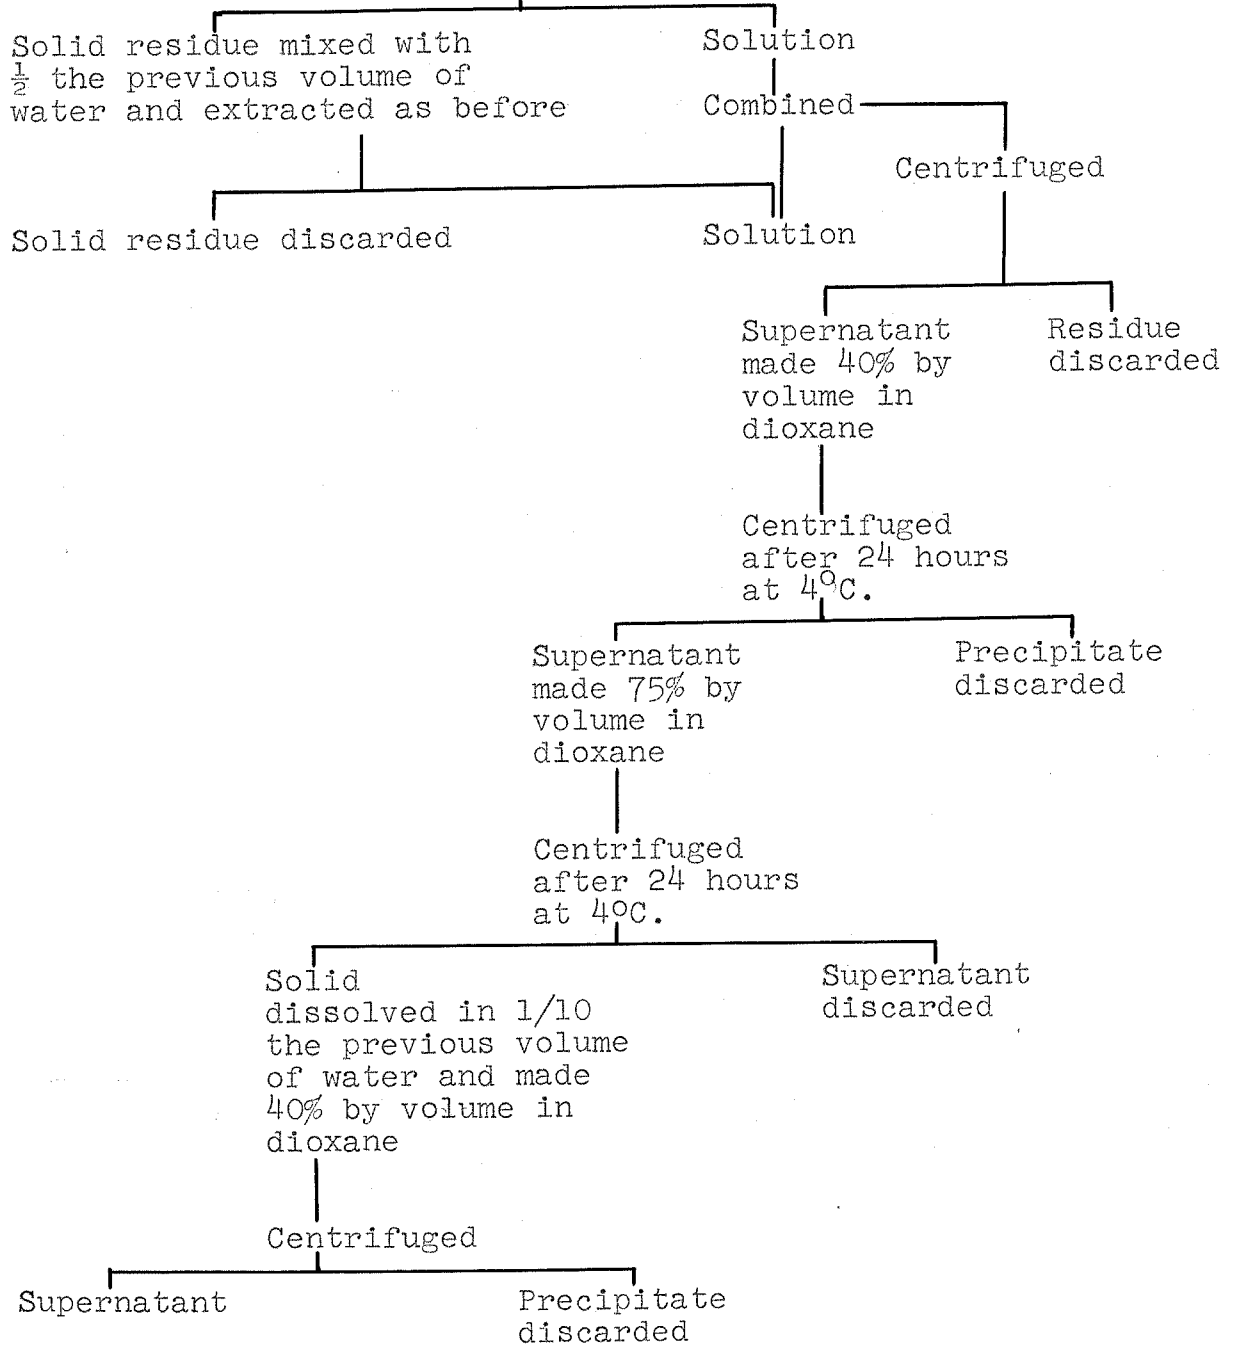 Solid residue mixed with
½ the previous volume of
water and extracted as before
Solution
Combined
Centrifuged
Solid residue discarded
Solution
Supernatant
made 40% by
volume in
dioxane
Residue
discarded
Centrifuged
after 24 hours
at 4°C.
Supernatant
made 75% by
volume in
dioxane
Precipitate
discarded
Centrifuged
after 24 hours
at 4°C.
Solid
dissolved in 1/10
the previous volume
of water and made
40% by volume in
dioxane
Supernatant
discarded
Centrifuged
Supernatant
Precipitate
discarded